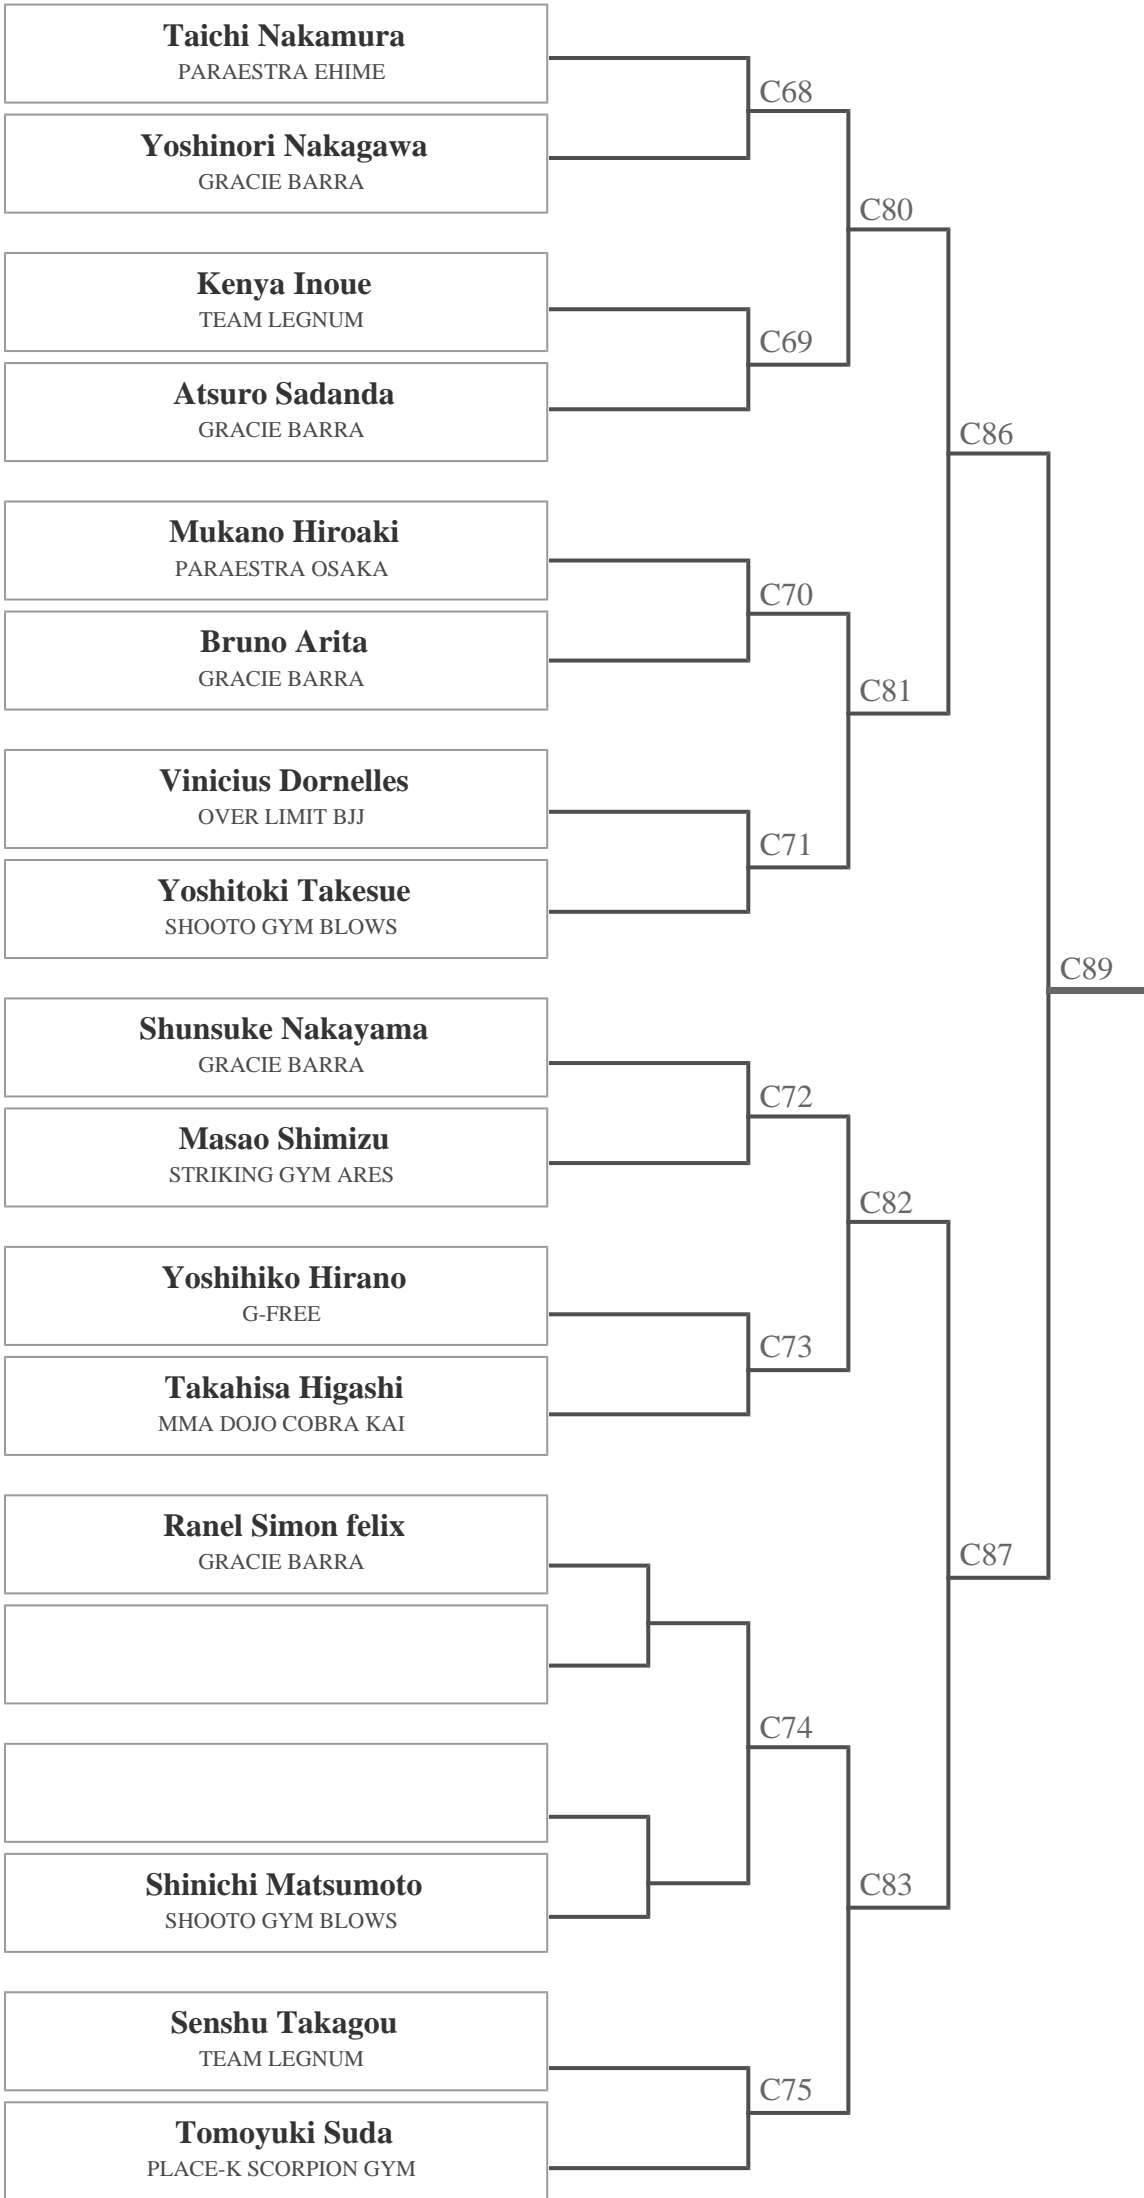 Taichi Nakamura
PARAESTRA EHIME
C68
Yoshinori Nakagawa
GRACIE BARRA
C80
Kenya Inoue
TEAM LEGNUM
C69
Atsuro Sadanda
GRACIE BARRA
C86
Mukano Hiroaki
PARAESTRA OSAKA
C70
Bruno Arita
GRACIE BARRA
C81
Vinicius Dornelles
OVER LIMIT BJJ
C71
Yoshitoki Takesue
SHOOTO GYM BLOWS
C89
Shunsuke Nakayama
GRACIE BARRA
C72
Masao Shimizu
STRIKING GYM ARES
C82
Yoshihiko Hirano
G-FREE
C73
Takahisa Higashi
MMA DOJO COBRA KAI
Ranel Simon felix
GRACIE BARRA
C87
C74
Shinichi Matsumoto
SHOOTO GYM BLOWS
C83
Senshu Takagou
TEAM LEGNUM
C75
Tomoyuki Suda
PLACE-K SCORPION GYM